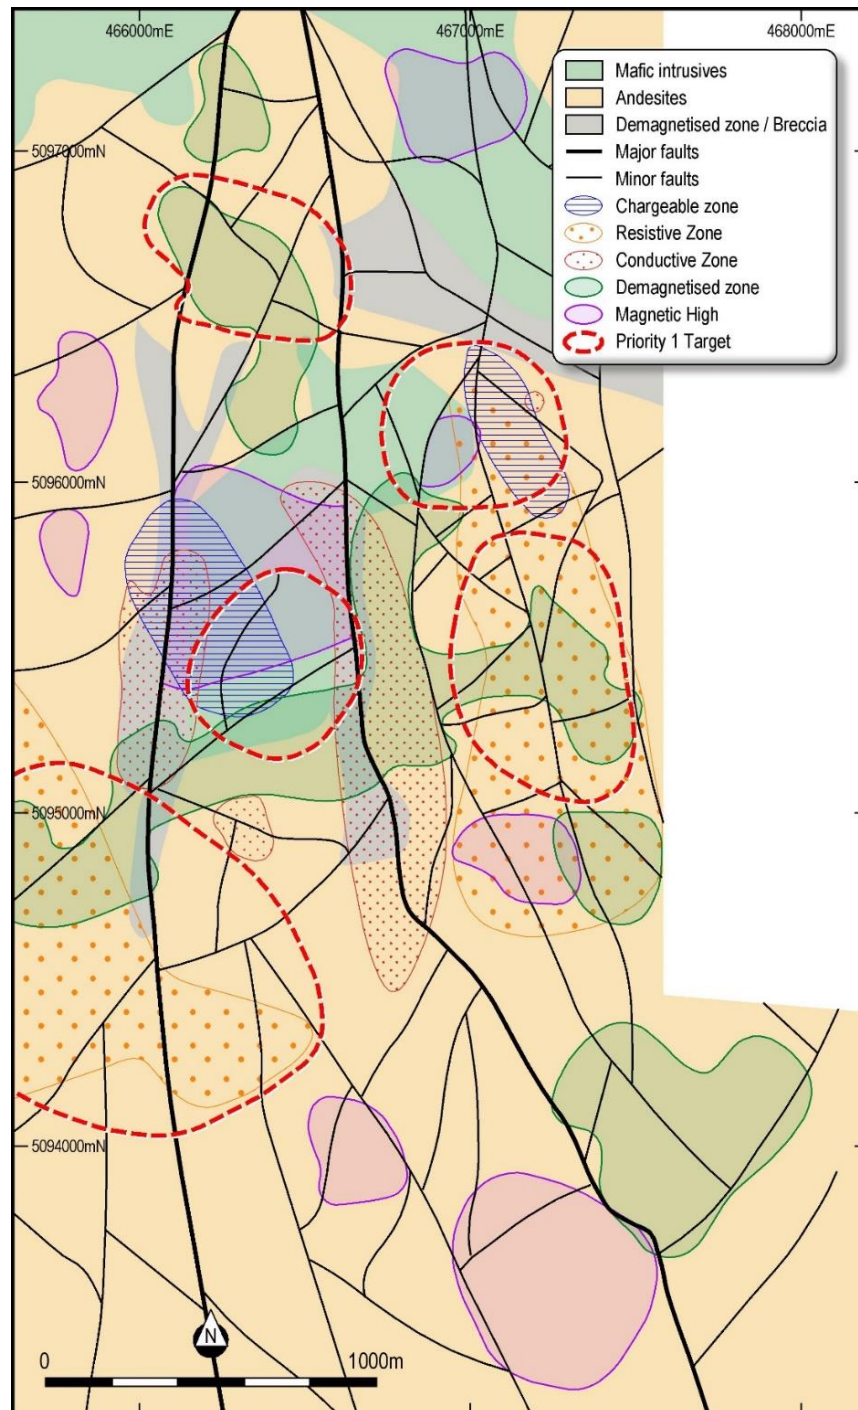 466000mE
467000mE
468000mE
Mafic intrusives
Andesites
Demagnetised zone / Breccia
Major faults
Minor faults
Chargeable zone
Resistive Zone
Conductive Zone
Demagnetised zone
Magnetic High
Priority 1 Target
5097000mN
5096000mN
5095000mN
5094000mN
N
0
1000m